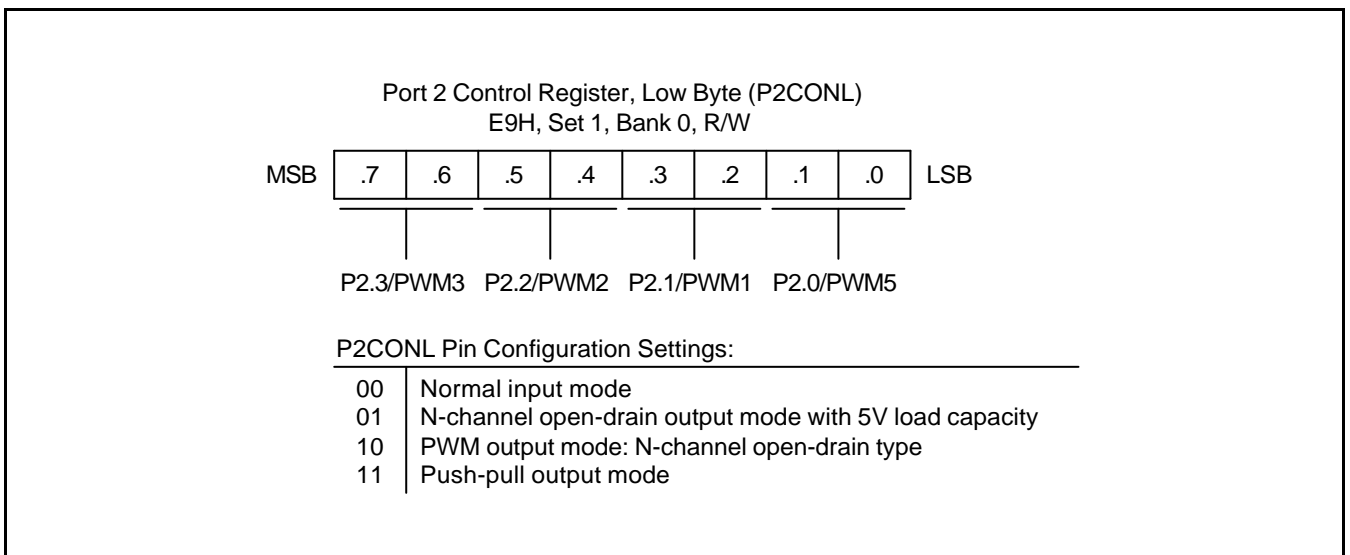 Port 2 Control Register, Low Byte (P2CONL)
E9H, Set 1, Bank 0, R/W
MSB .7 .6 .5 .4 .3 .2 .1 .0 LSB
P2.3/PWM3 P2.2/PWM2 P2.1/PWM1 P2.0/PWM5
P2CONL Pin Configuration Settings:
00 Normal input mode
01 N-channel open-drain output mode with 5V load capacity
10 PWM output mode: N-channel open-drain type
11 Push-pull output mode